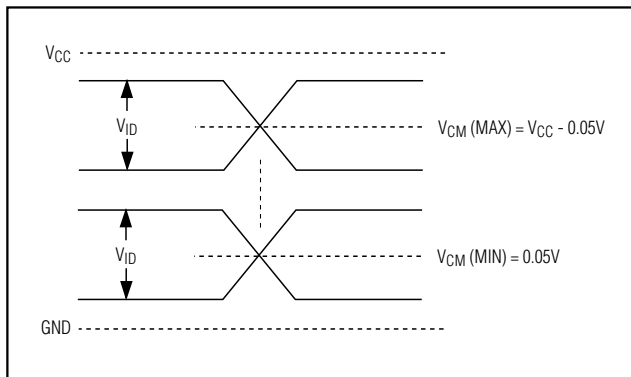 VCC
VID
VCM (MAX) = VCC - 0.05V
VID
VCM (MIN) = 0.05V
GND